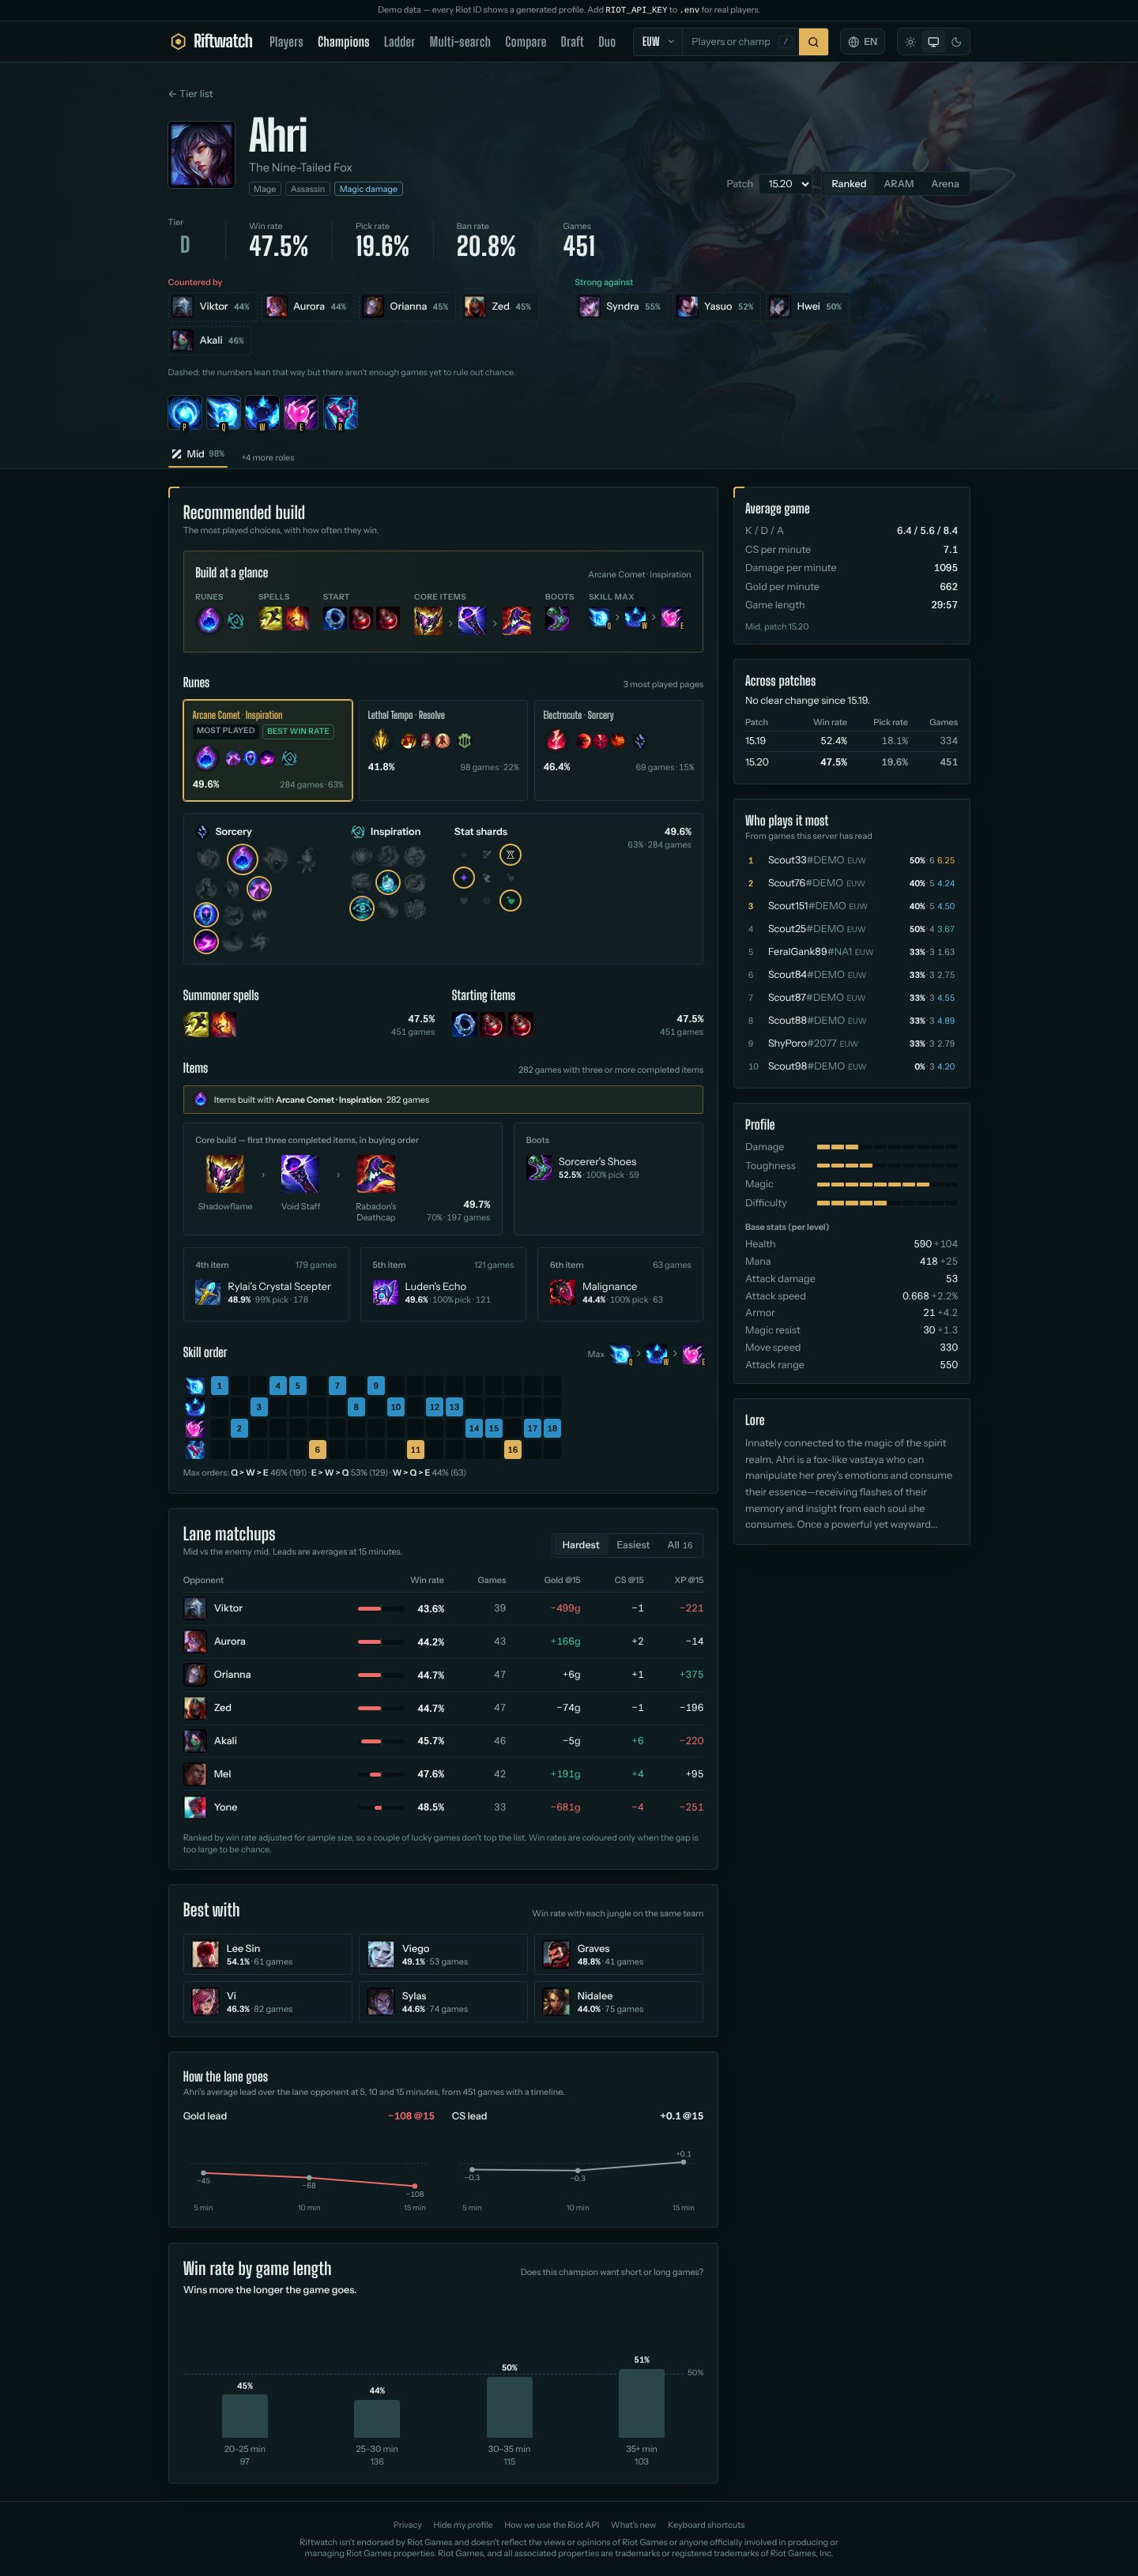 Demo data — every Riot ID shows a generated profile. Add RIOT_API_KEY to .env for real players.
Riftwatch Players Champions Ladder Multi-search Compare Draft Duo EUW Players or champ / EN
← Tier list
Ahri
The Nine-Tailed Fox
Mage Assassin Magic damage
Patch 15.20 Ranked ARAM Arena
Tier Win rate Pick rate Ban rate Games
D 47.5% 19.6% 20.8% 451
Countered by
Viktor 44% Aurora 44% Orianna 45% Zed 45%
Akali 46%
Strong against
Syndra 55% Yasuo 52% Hwei 50%
Dashed: the numbers lean that way but there aren't enough games yet to rule out chance.
P Q W E R
Mid 98% +4 more roles
Recommended build
The most played choices, with how often they win.
Build at a glance Arcane Comet · Inspiration
RUNES SPELLS START CORE ITEMS BOOTS SKILL MAX
Q › W › E
Runes 3 most played pages
Arcane Comet · Inspiration
MOST PLAYED BEST WIN RATE
49.6% 284 games · 63%
Lethal Tempo · Resolve
41.8% 98 games · 22%
Electrocute · Sorcery
46.4% 69 games · 15%
Sorcery Inspiration Stat shards 49.6%
63% · 284 games
Summoner spells
47.5%
451 games
Starting items
47.5%
451 games
Items 282 games with three or more completed items
Items built with Arcane Comet · Inspiration · 282 games
Core build — first three completed items, in buying order
Shadowflame › Void Staff › Rabadon's Deathcap
49.7%
70% · 197 games
Boots
Sorcerer's Shoes
52.5% · 100% pick · 59
4th item 179 games
Rylai's Crystal Scepter
48.9% · 99% pick · 178
5th item 121 games
Luden's Echo
49.6% · 100% pick · 121
6th item 63 games
Malignance
44.4% · 100% pick · 63
Skill order Max Q › W › E
1 4 5 7 9
3 8 10 12 13
2 14 15 17 18
6 11 16
Max orders: Q > W > E 46% (191) · E > W > Q 53% (129) · W > Q > E 44% (63)
Lane matchups
Mid vs the enemy mid. Leads are averages at 15 minutes.
Hardest Easiest All 16
Opponent Win rate Games Gold @15 CS @15 XP @15
Viktor 43.6% 39 −499g −1 −221
Aurora 44.2% 43 +166g +2 −14
Orianna 44.7% 47 +6g +1 +375
Zed 44.7% 47 −74g −1 −196
Akali 45.7% 46 −5g +6 −220
Mel 47.6% 42 +191g +4 +95
Yone 48.5% 33 −681g −4 −251
Ranked by win rate adjusted for sample size, so a couple of lucky games don't top the list. Win rates are coloured only when the gap is
too large to be chance.
Best with Win rate with each jungle on the same team
Lee Sin
54.1% · 61 games
Viego
49.1% · 53 games
Graves
48.8% · 41 games
Vi
46.3% · 82 games
Sylas
44.6% · 74 games
Nidalee
44.0% · 75 games
How the lane goes
Ahri's average lead over the lane opponent at 5, 10 and 15 minutes, from 451 games with a timeline.
Gold lead −108 @15
−45 −68 −108
5 min 10 min 15 min
CS lead +0.1 @15
−0.3 −0.3 +0.1
5 min 10 min 15 min
Win rate by game length Does this champion want short or long games?
Wins more the longer the game goes.
45% 44% 50% 51% 50%
20–25 min 25–30 min 30–35 min 35+ min
97 136 115 103
Average game
K / D / A 6.4 / 5.6 / 8.4
CS per minute 7.1
Damage per minute 1095
Gold per minute 662
Game length 29:57
Mid, patch 15.20
Across patches
No clear change since 15.19.
Patch Win rate Pick rate Games
15.19 52.4% 18.1% 334
15.20 47.5% 19.6% 451
Who plays it most
From games this server has read
1 Scout33#DEMO EUW 50% · 6 6.25
2 Scout76#DEMO EUW 40% · 5 4.24
3 Scout151#DEMO EUW 40% · 5 4.50
4 Scout25#DEMO EUW 50% · 4 3.67
5 FeralGank89#NA1 EUW 33% · 3 1.63
6 Scout84#DEMO EUW 33% · 3 2.75
7 Scout87#DEMO EUW 33% · 3 4.55
8 Scout88#DEMO EUW 33% · 3 4.89
9 ShyPoro#2077 EUW 33% · 3 2.79
10 Scout98#DEMO EUW 0% · 3 4.20
Profile
Damage
Toughness
Magic
Difficulty
Base stats (per level)
Health 590 +104
Mana 418 +25
Attack damage 53
Attack speed 0.668 +2.2%
Armor 21 +4.2
Magic resist 30 +1.3
Move speed 330
Attack range 550
Lore
Innately connected to the magic of the spirit
realm, Ahri is a fox-like vastaya who can
manipulate her prey's emotions and consume
their essence—receiving flashes of their
memory and insight from each soul she
consumes. Once a powerful yet wayward...
Privacy Hide my profile How we use the Riot API What's new Keyboard shortcuts
Riftwatch isn't endorsed by Riot Games and doesn't reflect the views or opinions of Riot Games or anyone officially involved in producing or
managing Riot Games properties. Riot Games, and all associated properties are trademarks or registered trademarks of Riot Games, Inc.